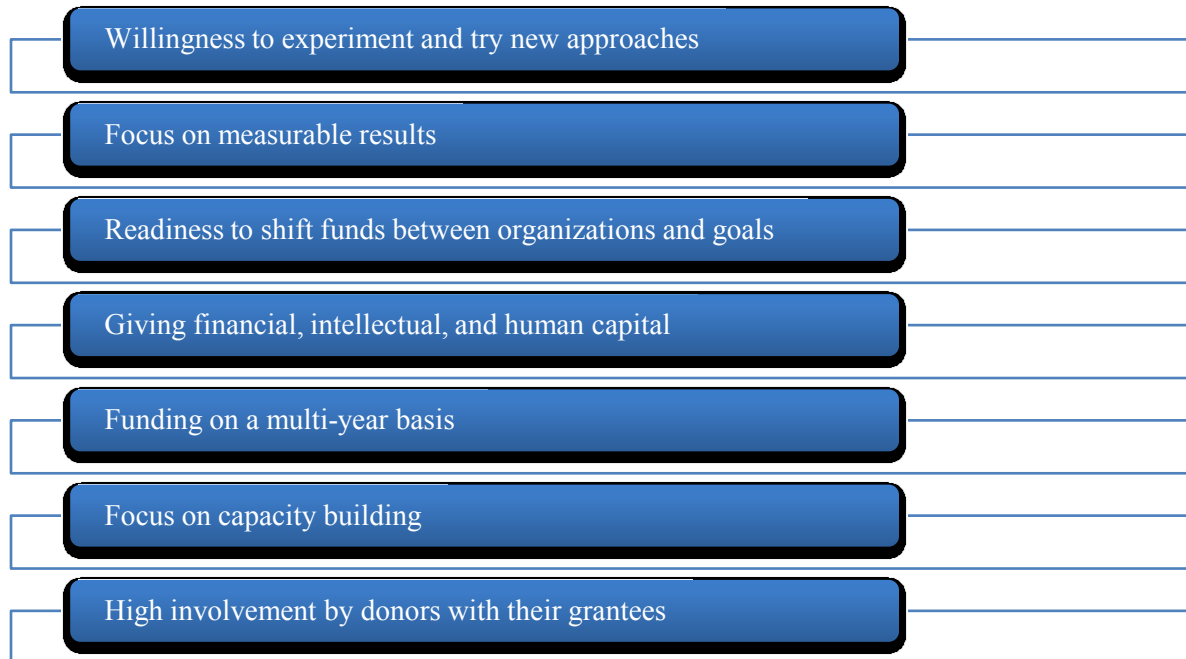 Willingness to experiment and try new approaches
Focus on measurable results
Readiness to shift funds between organizations and goals
Giving financial, intellectual, and human capital
Funding on a multi-year basis
Focus on capacity building
High involvement by donors with their grantees